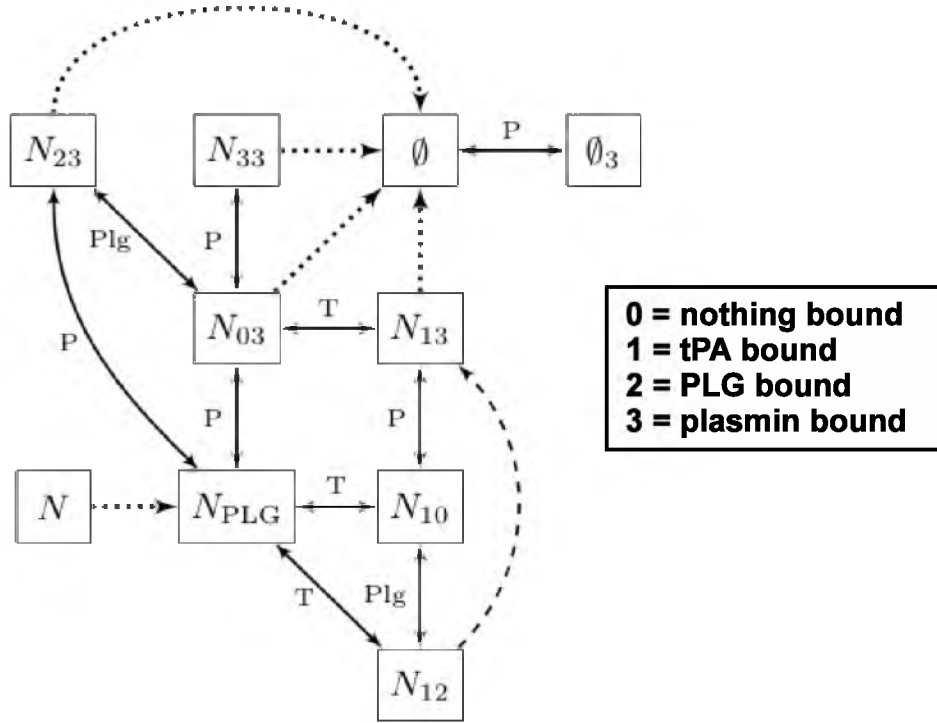 N₂₃ N₃₃ ∅ P ∅₃
Plg P
P N₀₃ T N₁₃
P P
N N_PLG T N₁₀
T Plg
N₁₂
0 = nothing bound
1 = tPA bound
2 = PLG bound
3 = plasmin bound